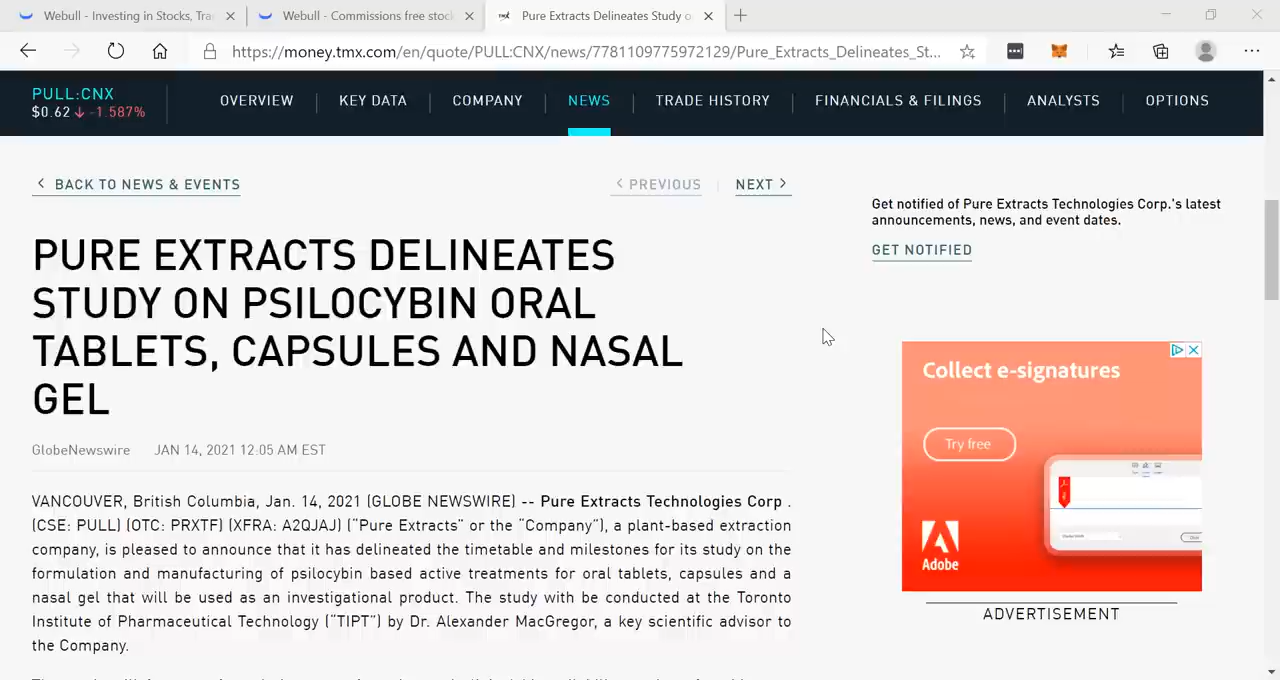 Webull - Investing in Stocks, Tra
Webull - Commissions free stoc
Pure Extracts Delineates Study o
https://money.tmx.com/en/quote/PULL:CNX/news/7781109775972129/Pure_Extracts_Delineates_St...
PULL:CNX
$0.62 -1.587%
OVERVIEW
KEY DATA
COMPANY
NEWS
TRADE HISTORY
FINANCIALS & FILINGS
ANALYSTS
OPTIONS
BACK TO NEWS & EVENTS
PREVIOUS
NEXT
PURE EXTRACTS DELINEATES
STUDY ON PSILOCYBIN ORAL
TABLETS, CAPSULES AND NASAL
GEL
GlobeNewswire JAN 14, 2021 12:05 AM EST
VANCOUVER, British Columbia, Jan. 14, 2021 (GLOBE NEWSWIRE) -- Pure Extracts Technologies Corp .
(CSE: PULL) (OTC: PRXTF) (XFRA: A2QJAJ) ("Pure Extracts" or the "Company"), a plant-based extraction
company, is pleased to announce that it has delineated the timetable and milestones for its study on the
formulation and manufacturing of psilocybin based active treatments for oral tablets, capsules and a
nasal gel that will be used as an investigational product. The study with be conducted at the Toronto
Institute of Pharmaceutical Technology ("TIPT") by Dr. Alexander MacGregor, a key scientific advisor to
the Company.
Get notified of Pure Extracts Technologies Corp.'s latest
announcements, news, and event dates.
GET NOTIFIED
Collect e-signatures
Try free
Adobe
ADVERTISEMENT